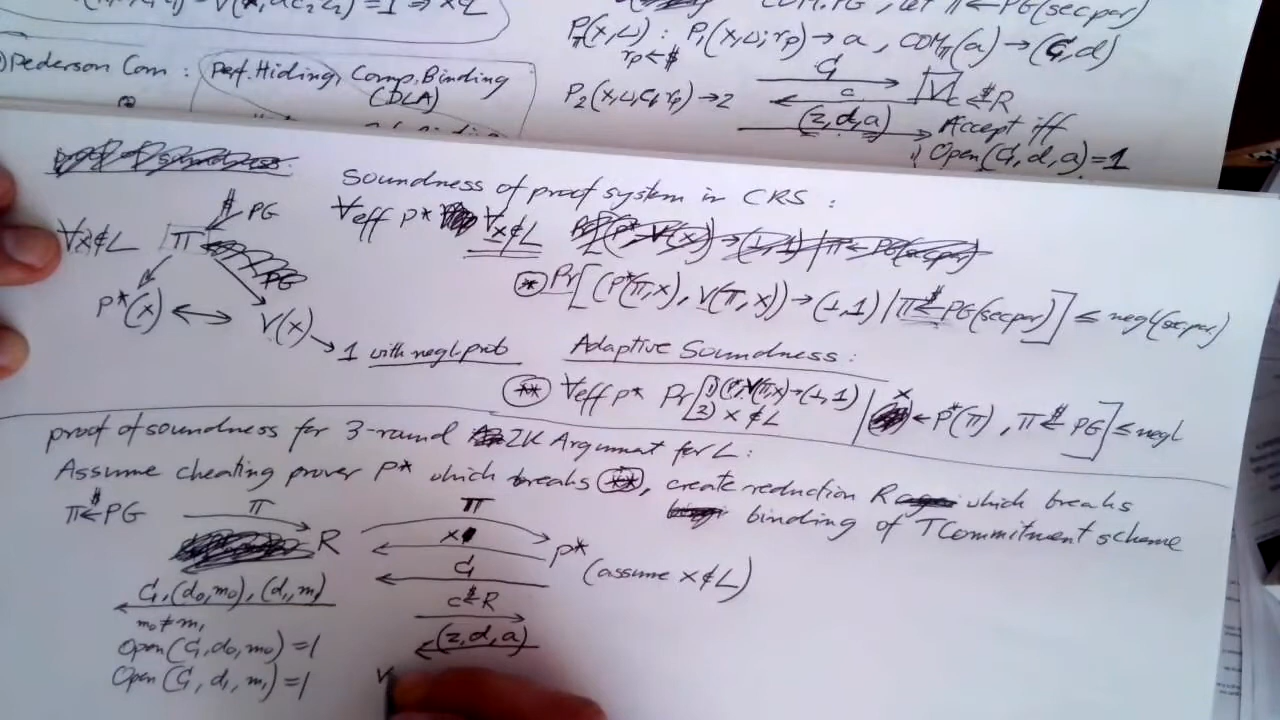 Pederson Com : Perf. Hiding, Comp. Binding
(DLA)
PG(secpar)
P_π(x,ω) : P₁(x,ω; r_p) → a , COM_π(a) → (C, d)
r_p ← $
C
P₂(x,ω,c,r_p) → z
c
V
c ←$ R
(z,d,a)
Accept iff
1) Open(C, d, a) = 1
Soundness of proof system in CRS :
∀eff P* ∀x∉L
∀x∉L
$
PG
π
P*(x) ↔ V(x)
1 with negl. prob
⊛ Pr[(P*(π,x), V(π,x)) → (⊥,1) | π ←$ PG(secpar)] ≤ negl(secpar)
Adaptive Soundness :
(**) ∀eff P* Pr[1) (P*,V)(π,x) → (⊥,1)
2) x ∉ L
| x ← P*(π) , π ←$ PG] ≤ negl
proof of soundness for 3-round ZK Argument for L :
Assume cheating prover P* which breaks (**), create reduction R which breaks
binding of TCommitment scheme
π ←$ PG
π
R
π
x
C
P*
(assume x ∉ L)
c ←$ R
(z, d, a)
C, (d₀,m₀), (d₁,m₁)
m₀ ≠ m₁
Open(C, d₀, m₀) = 1
Open(C, d₁, m₁) = 1